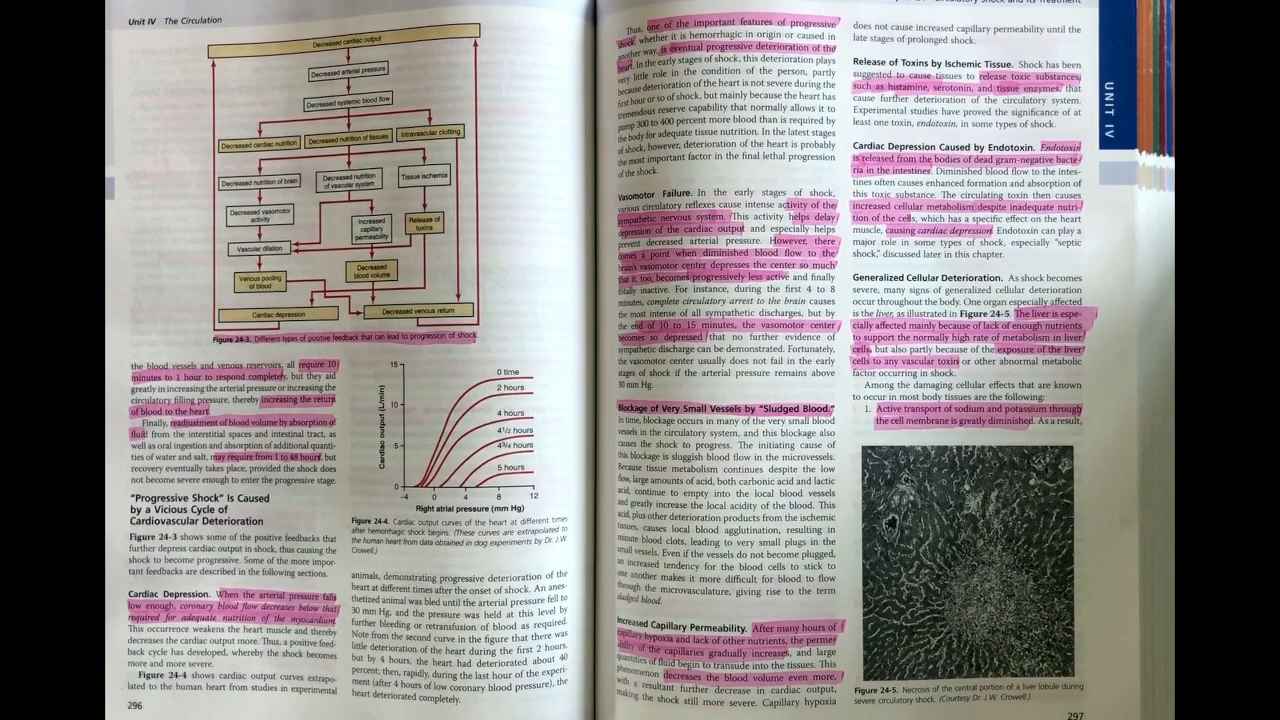 Unit IV The Circulation
Decreased cardiac output
Decreased arterial pressure
Decreased systemic blood flow
Decreased cardiac nutrition
Decreased nutrition of tissues
Intravascular clotting
Decreased nutrition of brain
Decreased nutrition
of vascular system
Tissue ischemia
Decreased vasomotor
activity
Increased
capillary
permeability
Release of
toxins
Vascular dilation
Venous pooling
of blood
Decreased
blood volume
Cardiac depression
Decreased venous return
Figure 24-3. Different types of positive feedback that can lead to progression of shock.
the blood vessels and venous reservoirs, all require 10
minutes to 1 hour to respond completely, but they aid
greatly in increasing the arterial pressure or increasing the
circulatory filling pressure, thereby increasing the return
of blood to the heart.
Finally, readjustment of blood volume by absorption of
fluid from the interstitial spaces and intestinal tract, as
well as oral ingestion and absorption of additional quanti-
ties of water and salt, may require from 1 to 48 hours, but
recovery eventually takes place, provided the shock does
not become severe enough to enter the progressive stage.
"Progressive Shock" Is Caused
by a Vicious Cycle of
Cardiovascular Deterioration
Figure 24-3 shows some of the positive feedbacks that
further depress cardiac output in shock, thus causing the
shock to become progressive. Some of the more impor-
tant feedbacks are described in the following sections.
Cardiac Depression. When the arterial pressure falls
low enough, coronary blood flow decreases below that
required for adequate nutrition of the myocardium.
This occurrence weakens the heart muscle and thereby
decreases the cardiac output more. Thus, a positive feed-
back cycle has developed, whereby the shock becomes
more and more severe.
Figure 24-4 shows cardiac output curves extrapo-
lated to the human heart from studies in experimental
296
Cardiac output (L/min)
15
10
5
0
0 time
2 hours
4 hours
4½ hours
4¾ hours
5 hours
−4 0 4 8 12
Right atrial pressure (mm Hg)
Figure 24-4. Cardiac output curves of the heart at different times
after hemorrhagic shock begins. (These curves are extrapolated to
the human heart from data obtained in dog experiments by Dr. J.W.
Crowell.)
animals, demonstrating progressive deterioration of the
heart at different times after the onset of shock. An anes-
thetized animal was bled until the arterial pressure fell to
30 mm Hg, and the pressure was held at this level by
further bleeding or retransfusion of blood as required.
Note from the second curve in the figure that there was
little deterioration of the heart during the first 2 hours,
but by 4 hours, the heart had deteriorated about 40
percent; then, rapidly, during the last hour of the experi-
ment (after 4 hours of low coronary blood pressure), the
heart deteriorated completely.
Circulatory Shock and Its Treatment
Thus, one of the important features of progressive
shock, whether it is hemorrhagic in origin or caused in
another way, is eventual progressive deterioration of the
heart. In the early stages of shock, this deterioration plays
very little role in the condition of the person, partly
because deterioration of the heart is not severe during the
first hour or so of shock, but mainly because the heart has
tremendous reserve capability that normally allows it to
pump 300 to 400 percent more blood than is required by
the body for adequate tissue nutrition. In the latest stages
of shock, however, deterioration of the heart is probably
the most important factor in the final lethal progression
of the shock.
Vasomotor Failure. In the early stages of shock,
various circulatory reflexes cause intense activity of the
sympathetic nervous system. This activity helps delay
depression of the cardiac output and especially helps
prevent decreased arterial pressure. However, there
comes a point when diminished blood flow to the
brain's vasomotor center depresses the center so much
that it, too, becomes progressively less active and finally
totally inactive. For instance, during the first 4 to 8
minutes, complete circulatory arrest to the brain causes
the most intense of all sympathetic discharges, but by
the end of 10 to 15 minutes, the vasomotor center
becomes so depressed that no further evidence of
sympathetic discharge can be demonstrated. Fortunately,
the vasomotor center usually does not fail in the early
stages of shock if the arterial pressure remains above
30 mm Hg.
Blockage of Very Small Vessels by "Sludged Blood."
In time, blockage occurs in many of the very small blood
vessels in the circulatory system, and this blockage also
causes the shock to progress. The initiating cause of
this blockage is sluggish blood flow in the microvessels.
Because tissue metabolism continues despite the low
flow, large amounts of acid, both carbonic acid and lactic
acid, continue to empty into the local blood vessels
and greatly increase the local acidity of the blood. This
acid, plus other deterioration products from the ischemic
tissues, causes local blood agglutination, resulting in
minute blood clots, leading to very small plugs in the
small vessels. Even if the vessels do not become plugged,
an increased tendency for the blood cells to stick to
one another makes it more difficult for blood to flow
through the microvasculature, giving rise to the term
sludged blood.
Increased Capillary Permeability. After many hours of
capillary hypoxia and lack of other nutrients, the perme-
ability of the capillaries gradually increases, and large
quantities of fluid begin to transude into the tissues. This
phenomenon decreases the blood volume even more,
with a resultant further decrease in cardiac output,
making the shock still more severe. Capillary hypoxia
does not cause increased capillary permeability until the
late stages of prolonged shock.
Release of Toxins by Ischemic Tissue. Shock has been
suggested to cause tissues to release toxic substances,
such as histamine, serotonin, and tissue enzymes, that
cause further deterioration of the circulatory system.
Experimental studies have proved the significance of at
least one toxin, endotoxin, in some types of shock.
Cardiac Depression Caused by Endotoxin. Endotoxin
is released from the bodies of dead gram-negative bacte-
ria in the intestines. Diminished blood flow to the intes-
tines often causes enhanced formation and absorption of
this toxic substance. The circulating toxin then causes
increased cellular metabolism despite inadequate nutri-
tion of the cells, which has a specific effect on the heart
muscle, causing cardiac depression. Endotoxin can play a
major role in some types of shock, especially "septic
shock," discussed later in this chapter.
Generalized Cellular Deterioration. As shock becomes
severe, many signs of generalized cellular deterioration
occur throughout the body. One organ especially affected
is the liver, as illustrated in Figure 24-5. The liver is espe-
cially affected mainly because of lack of enough nutrients
to support the normally high rate of metabolism in liver
cells, but also partly because of the exposure of the liver
cells to any vascular toxin or other abnormal metabolic
factor occurring in shock.
Among the damaging cellular effects that are known
to occur in most body tissues are the following:
1. Active transport of sodium and potassium through
the cell membrane is greatly diminished. As a result,
Figure 24-5. Necrosis of the central portion of a liver lobule during
severe circulatory shock. (Courtesy Dr. J.W. Crowell.)
297
UNIT IV